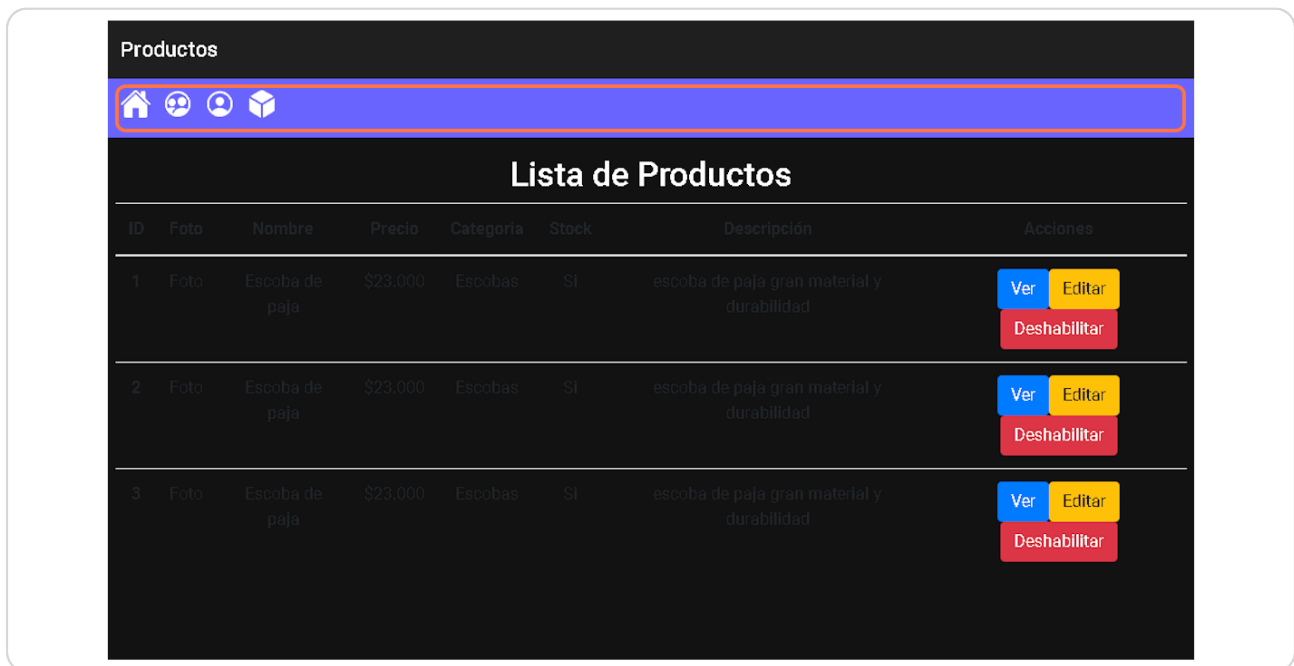 Productos
Lista de Productos
ID Foto Nombre Precio Categoria Stock Descripción Acciones
1 Foto Escoba de paja $23.000 Escobas Si escoba de paja gran material y durabilidad Ver Editar
Deshabilitar
2 Foto Escoba de paja $23.000 Escobas Si escoba de paja gran material y durabilidad Ver Editar
Deshabilitar
3 Foto Escoba de paja $23.000 Escobas Si escoba de paja gran material y durabilidad Ver Editar
Deshabilitar